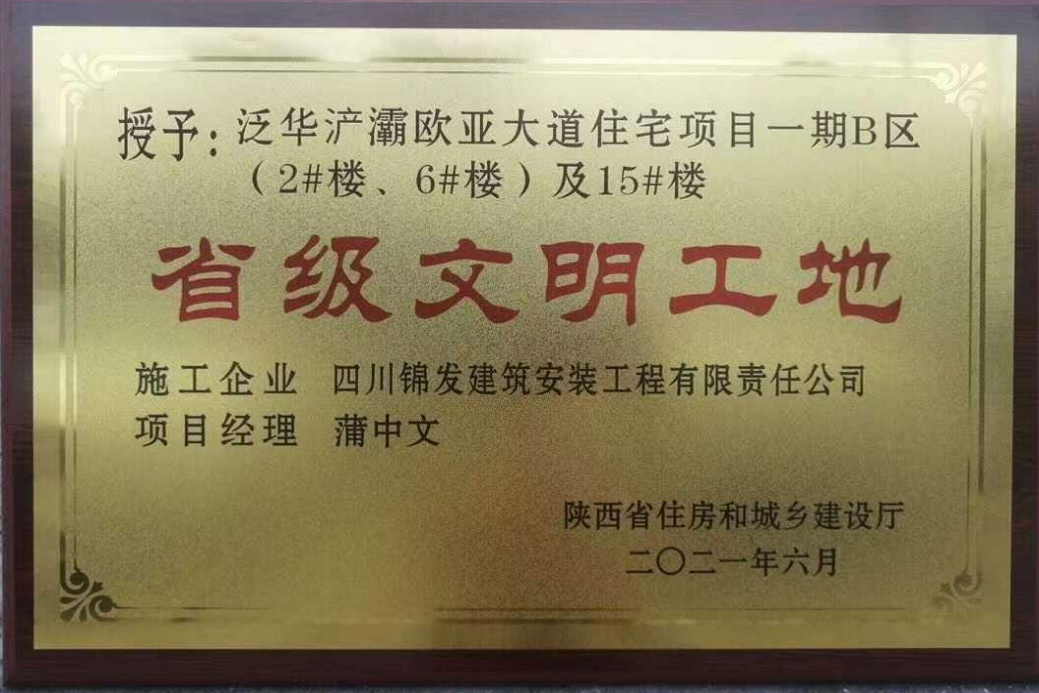 授予：泛华浐灞欧亚大道住宅项目一期B区
（2#楼、6#楼）及15#楼
省级文明工地
施工企业 四川锦发建筑安装工程有限责任公司
项目经理 蒲中文
陕西省住房和城乡建设厅
二〇二一年六月